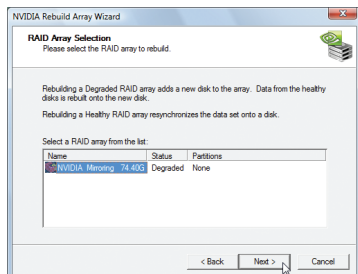 NVIDIA Rebuild Array Wizard
RAID Array Selection
Please select the RAID array to rebuild.
Rebuilding a Degraded RAID array adds a new disk to the array. Data from the healthy
disks is rebuilt onto the new disk.
Rebuilding a Healthy RAID array resynchronizes the data set onto a disk.
Select a RAID array from the list:
Name Status Partitions
NVIDIA Mirroring 74.40G Degraded None
< Back Next > Cancel